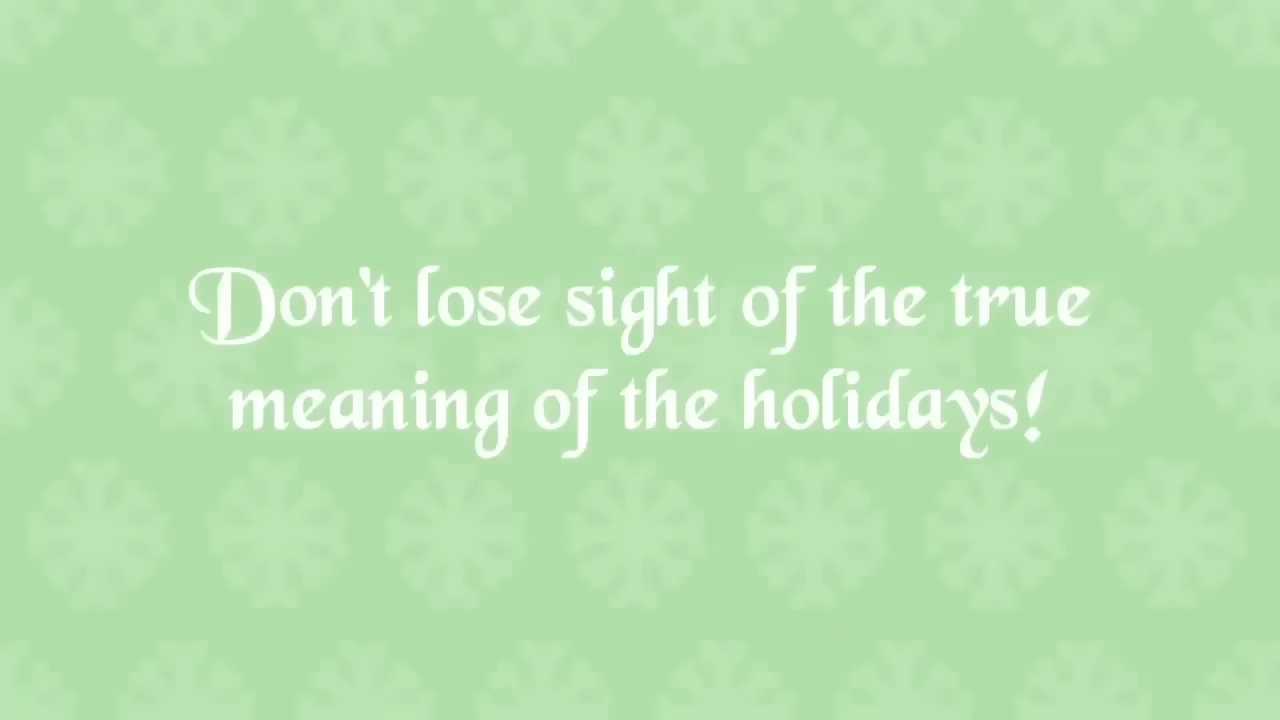 Don't lose sight of the true
meaning of the holidays!